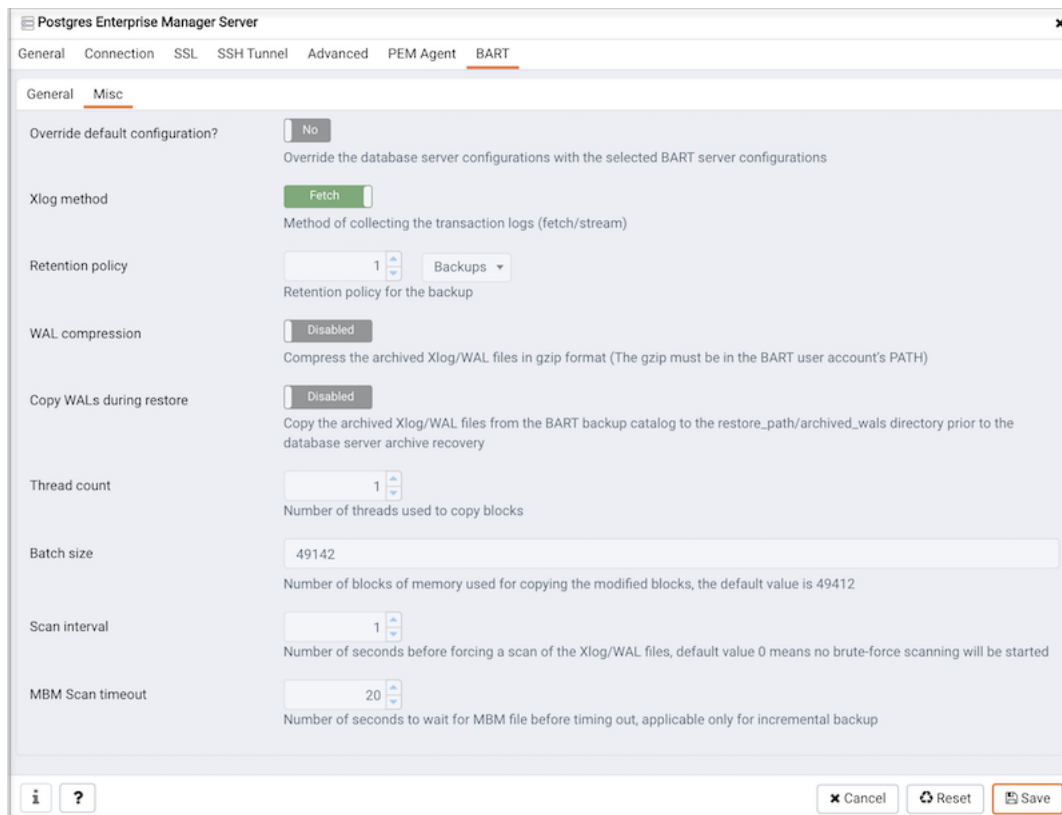 Postgres Enterprise Manager Server
General Connection SSL SSH Tunnel Advanced PEM Agent BART
General Misc
Override default configuration? No
Override the database server configurations with the selected BART server configurations
Xlog method Fetch
Method of collecting the transaction logs (fetch/stream)
Retention policy 1 Backups
Retention policy for the backup
WAL compression Disabled
Compress the archived Xlog/WAL files in gzip format (The gzip must be in the BART user account's PATH)
Copy WALs during restore Disabled
Copy the archived Xlog/WAL files from the BART backup catalog to the restore_path/archived_wals directory prior to the
database server archive recovery
Thread count 1
Number of threads used to copy blocks
Batch size 49142
Number of blocks of memory used for copying the modified blocks, the default value is 49412
Scan interval 1
Number of seconds before forcing a scan of the Xlog/WAL files, default value 0 means no brute-force scanning will be started
MBM Scan timeout 20
Number of seconds to wait for MBM file before timing out, applicable only for incremental backup
i ? Cancel Reset Save